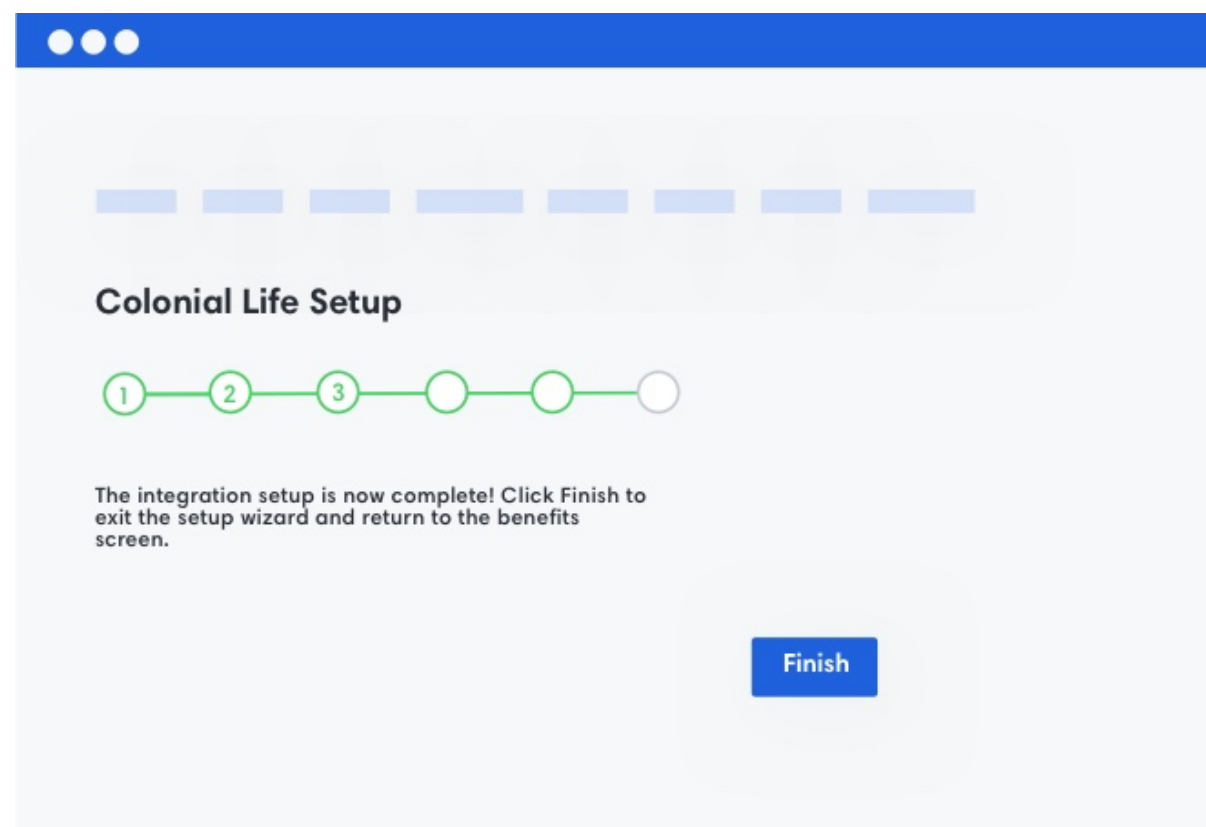 Colonial Life Setup
1 2 3
The integration setup is now complete! Click Finish to
exit the setup wizard and return to the benefits
screen.
Finish